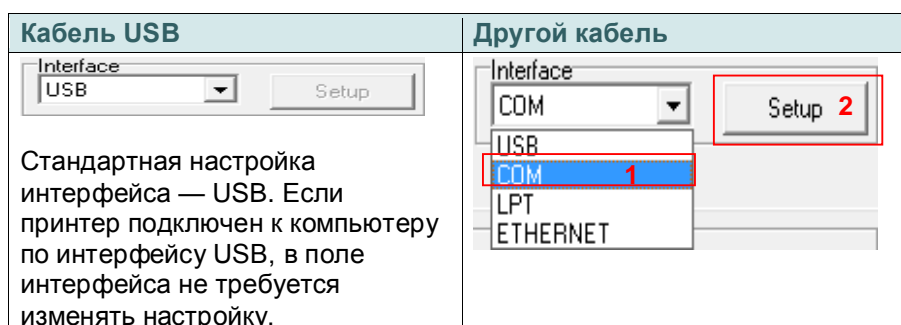 Кабель USB
Другой кабель
Interface
USB
Setup
Стандартная настройка
интерфейса — USB. Если
принтер подключен к компьютеру
по интерфейсу USB, в поле
интерфейса не требуется
изменять настройку.
Interface
COM
Setup 2
USB
COM 1
LPT
ETHERNET